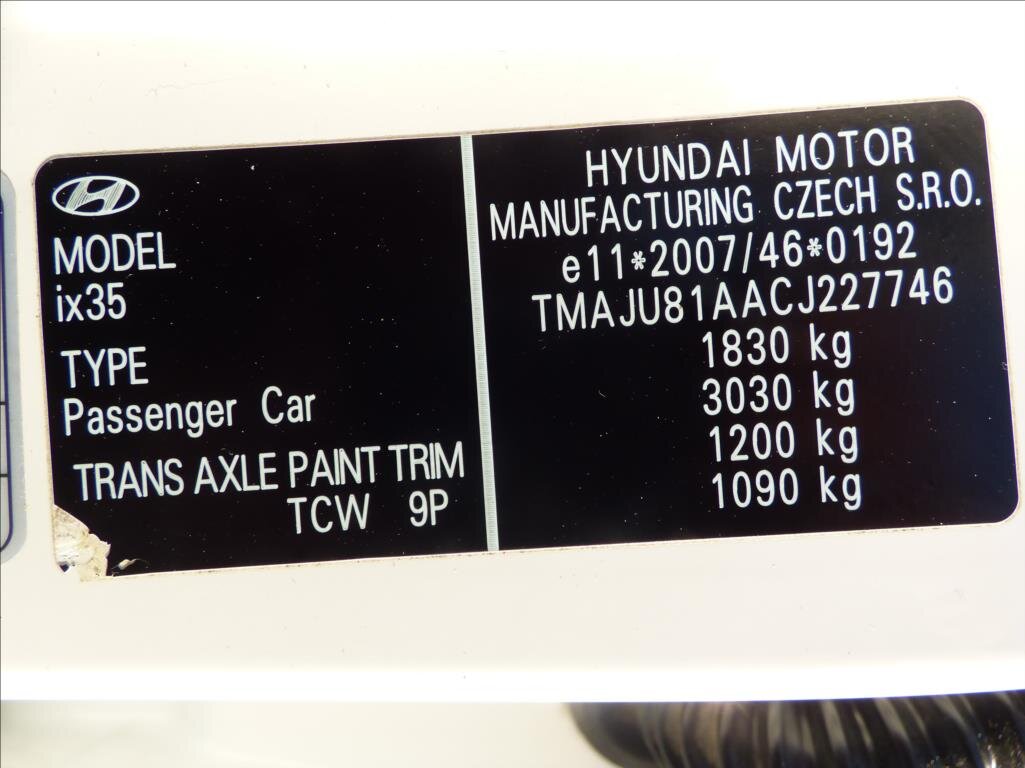 MODEL
ix35
TYPE
Passenger Car
TRANS AXLE PAINT TRIM
TCW 9P
HYUNDAI MOTOR
MANUFACTURING CZECH S.R.O.
e11*2007/46*0192
TMAJU81AACJ227746
1830 kg
3030 kg
1200 kg
1090 kg